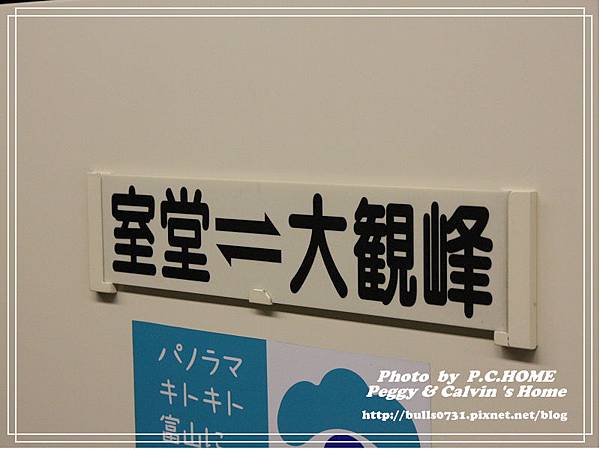 室堂⇌大観峰
パノラマ
キトキト
富山に
Photo by P.C.HOME
Peggy & Calvin 's Home
http://bulls0731.pixnet.net/blog